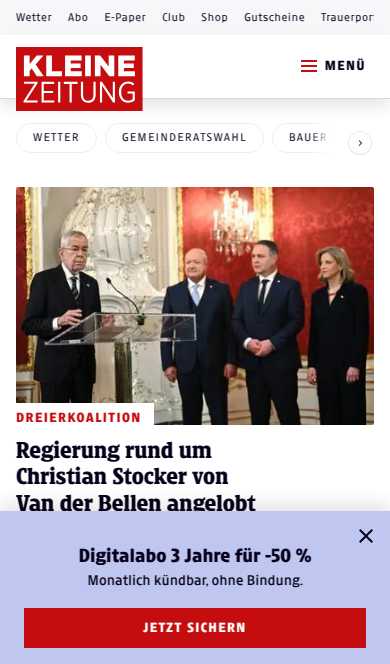 Wetter Abo E-Paper Club Shop Gutscheine Trauerpor
KLEINE
ZEITUNG
MENÜ
WETTER GEMEINDERATSWAHL BAUER
DREIERKOALITION
Regierung rund um
Christian Stocker von
Van der Bellen angelobt
Digitalabo 3 Jahre für -50 %
Monatlich kündbar, ohne Bindung.
JETZT SICHERN